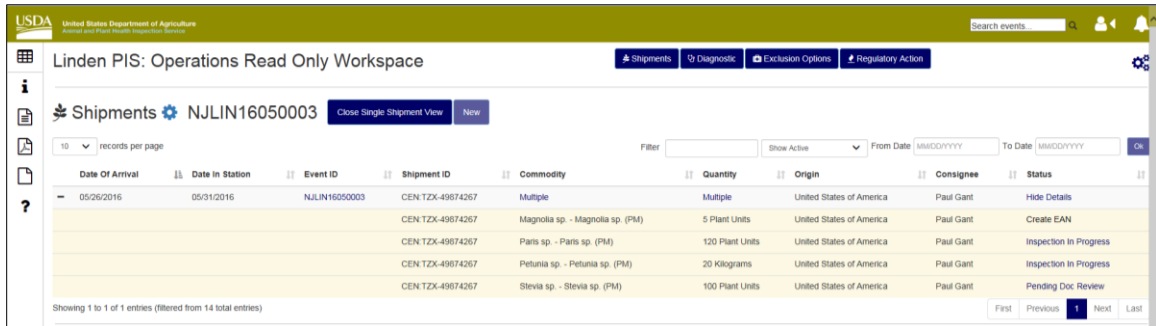 USDA United States Department of Agriculture
Animal and Plant Health Inspection Service
Search events...
Linden PIS: Operations Read Only Workspace
Shipments Diagnostic Exclusion Options Regulatory Action
Shipments NJLIN16050003 Close Single Shipment View New
10 records per page Filter Show Active From Date MM/DD/YYYY To Date MM/DD/YYYY Ok
Date Of Arrival Date In Station Event ID Shipment ID Commodity Quantity Origin Consignee Status
05/26/2016 05/31/2016 NJLIN16050003 CEN:TZX-49874267 Multiple Multiple United States of America Paul Gant Hide Details
CEN:TZX-49874267 Magnolia sp. - Magnolia sp. (PM) 5 Plant Units United States of America Paul Gant Create EAN
CEN:TZX-49874267 Paris sp. - Paris sp. (PM) 120 Plant Units United States of America Paul Gant Inspection In Progress
CEN:TZX-49874267 Petunia sp. - Petunia sp. (PM) 20 Kilograms United States of America Paul Gant Inspection In Progress
CEN:TZX-49874267 Stevia sp. - Stevia sp. (PM) 100 Plant Units United States of America Paul Gant Pending Doc Review
Showing 1 to 1 of 1 entries (filtered from 14 total entries) First Previous 1 Next Last